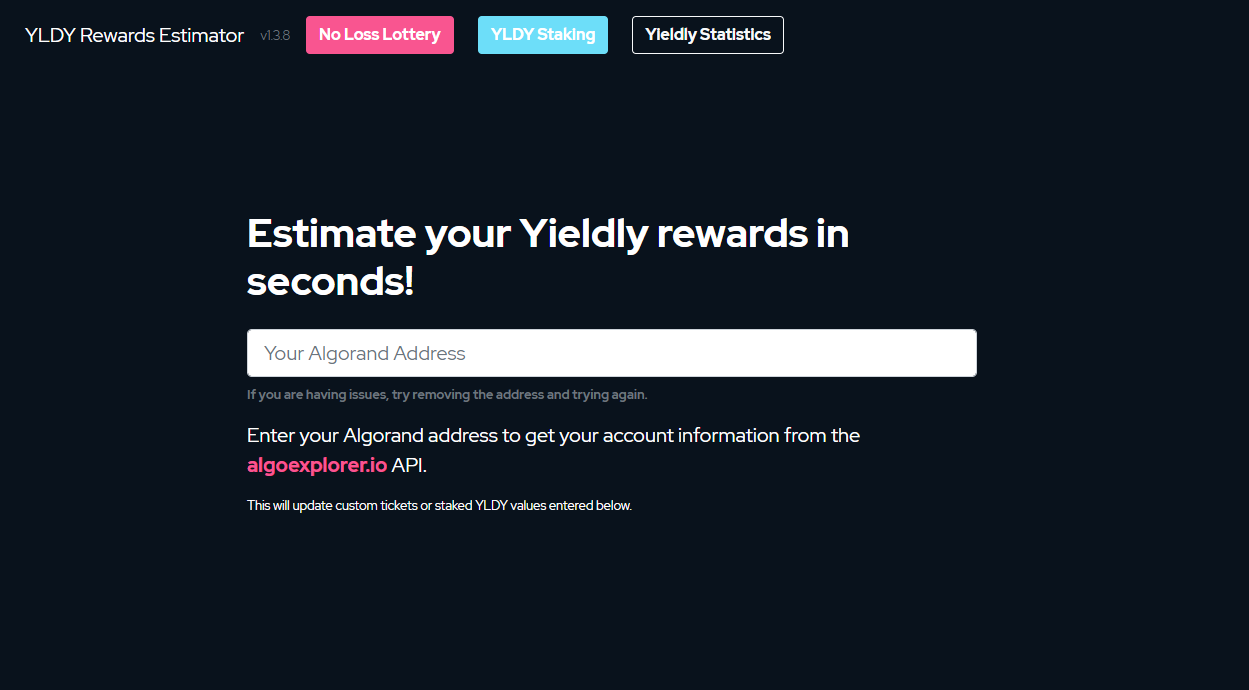 YLDY Rewards Estimator v1.3.8 No Loss Lottery YLDY Staking Yieldly Statistics
Estimate your Yieldly rewards in
seconds!
Your Algorand Address
If you are having issues, try removing the address and trying again.
Enter your Algorand address to get your account information from the
algoexplorer.io API.
This will update custom tickets or staked YLDY values entered below.